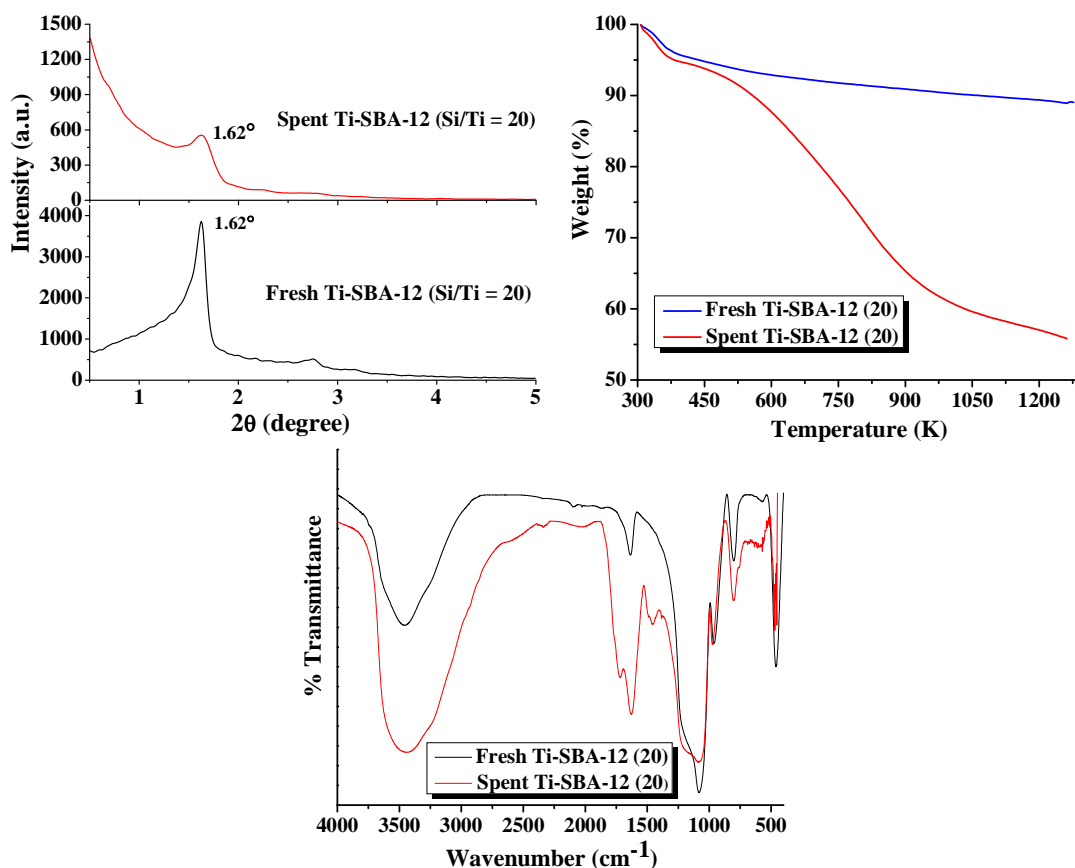 1500
1200
900
600
300
0
1.62°
Spent Ti-SBA-12 (Si/Ti = 20)
4000
3000
2000
1000
0
1.62°
Fresh Ti-SBA-12 (Si/Ti = 20)
Intensity (a.u.)
1 2 3 4 5
2θ (degree)
100
90
80
70
60
50
Weight (%)
Fresh Ti-SBA-12 (20)
Spent Ti-SBA-12 (20)
300 450 600 750 900 1050 1200
Temperature (K)
% Transmittance
Fresh Ti-SBA-12 (20)
Spent Ti-SBA-12 (20)
4000 3500 3000 2500 2000 1500 1000 500
Wavenumber (cm⁻¹)